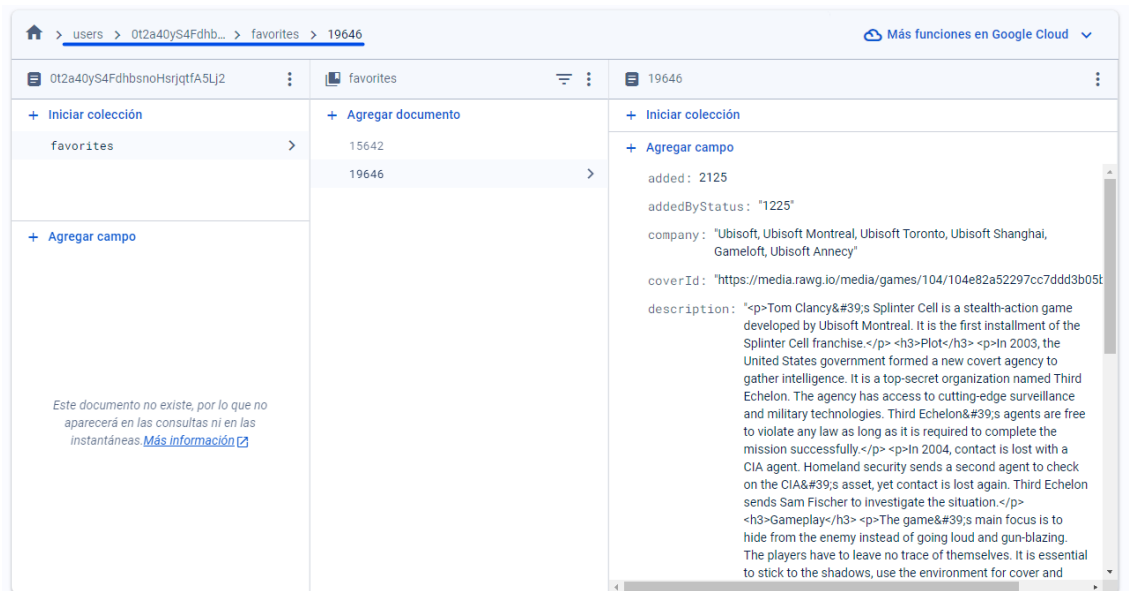 users > 0t2a40yS4Fdhb... > favorites > 19646
Más funciones en Google Cloud
0t2a40yS4FdhbsnoHsrjqtfA5Lj2
+ Iniciar colección
favorites
+ Agregar campo
Este documento no existe, por lo que no
aparecerá en las consultas ni en las
instantáneas. Más información
favorites
+ Agregar documento
15642
19646
19646
+ Iniciar colección
+ Agregar campo
added: 2125
addedByStatus: "1225"
company: "Ubisoft, Ubisoft Montreal, Ubisoft Toronto, Ubisoft Shanghai,
Gameloft, Ubisoft Annecy"
coverId: "https://media.rawg.io/media/games/104/104e82a52297cc7ddd3b05b
description: "<p>Tom Clancy&#39;s Splinter Cell is a stealth-action game
developed by Ubisoft Montreal. It is the first installment of the
Splinter Cell franchise.</p> <h3>Plot</h3> <p>In 2003, the
United States government formed a new covert agency to
gather intelligence. It is a top-secret organization named Third
Echelon. The agency has access to cutting-edge surveillance
and military technologies. Third Echelon&#39;s agents are free
to violate any law as long as it is required to complete the
mission successfully.</p> <p>In 2004, contact is lost with a
CIA agent. Homeland security sends a second agent to check
on the CIA&#39;s asset, yet contact is lost again. Third Echelon
sends Sam Fischer to investigate the situation.</p>
<h3>Gameplay</h3> <p>The game&#39;s main focus is to
hide from the enemy instead of going loud and gun-blazing.
The players have to leave no trace of themselves. It is essential
to stick to the shadows, use the environment for cover and